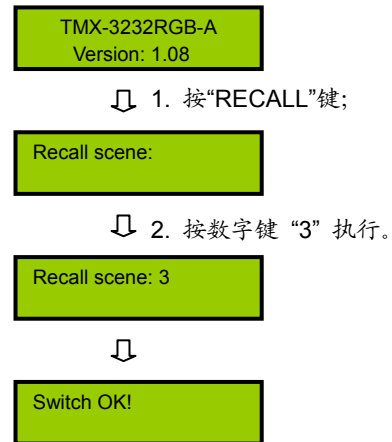 TMX-3232RGB-A
Version: 1.08
1. 按“RECALL”键;
Recall scene:
2. 按数字键 “3” 执行。
Recall scene: 3
Switch OK!